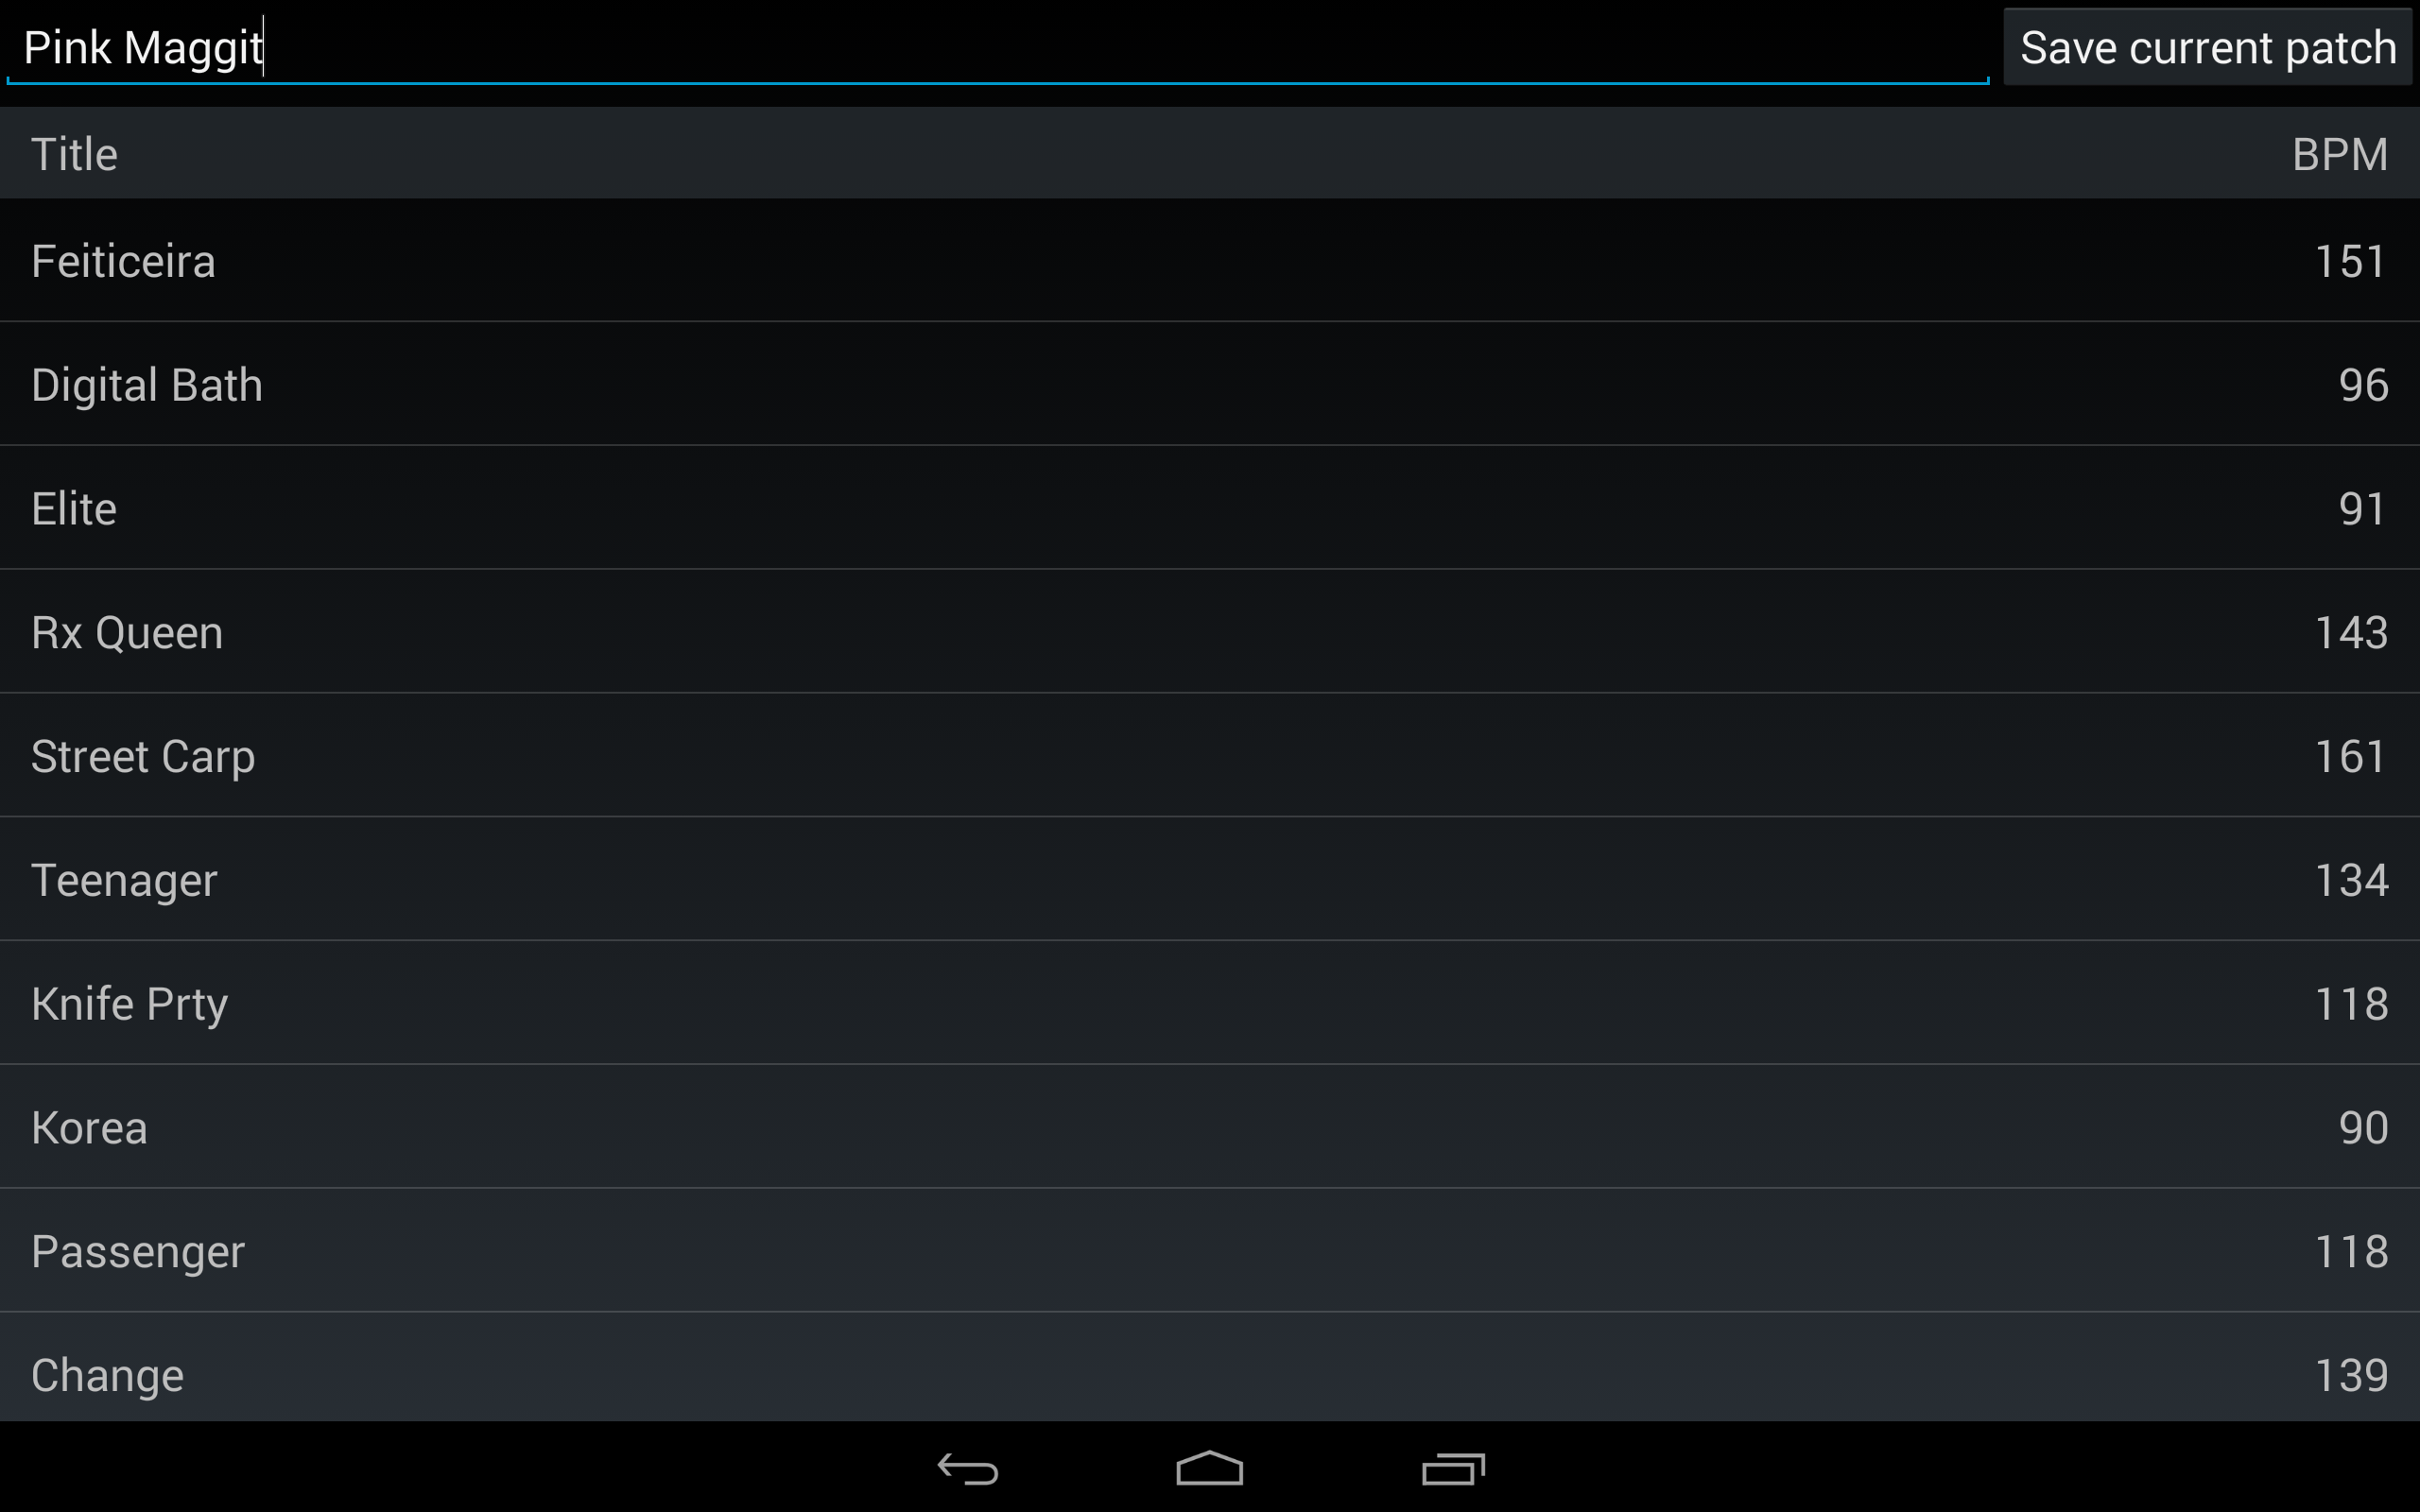 Pink Maggit
Save current patch
Title BPM
Feiticeira 151
Digital Bath 96
Elite 91
Rx Queen 143
Street Carp 161
Teenager 134
Knife Prty 118
Korea 90
Passenger 118
Change 139